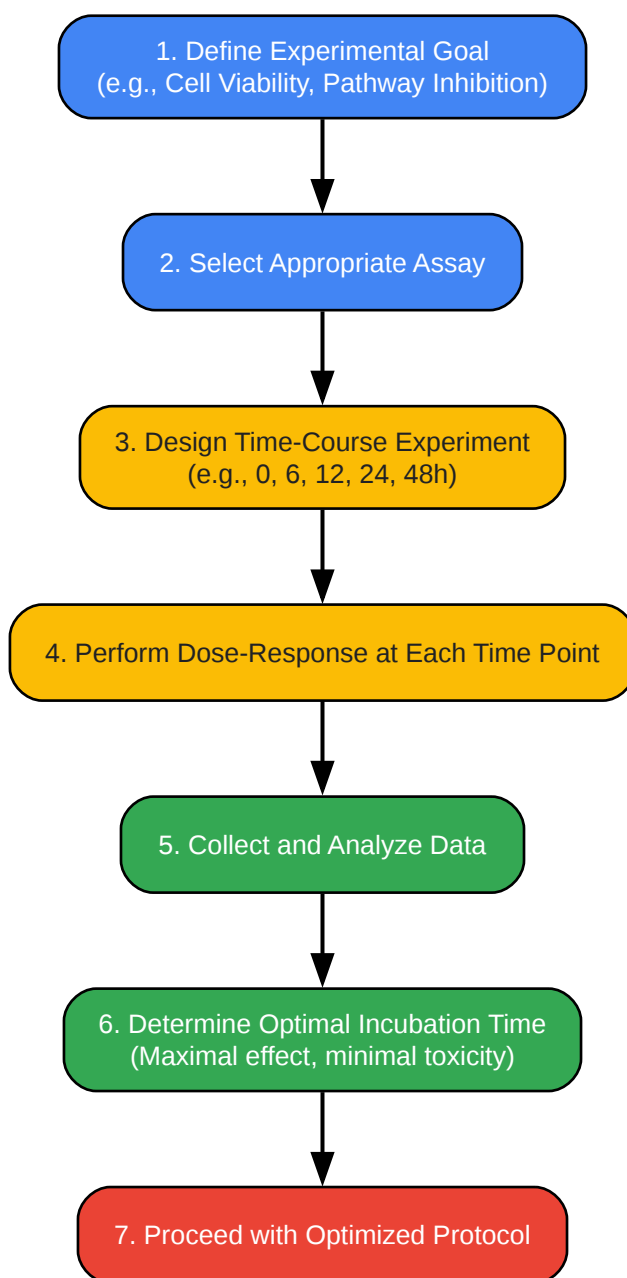 1. Define Experimental Goal
(e.g., Cell Viability, Pathway Inhibition)
2. Select Appropriate Assay
3. Design Time-Course Experiment
(e.g., 0, 6, 12, 24, 48h)
4. Perform Dose-Response at Each Time Point
5. Collect and Analyze Data
6. Determine Optimal Incubation Time
(Maximal effect, minimal toxicity)
7. Proceed with Optimized Protocol